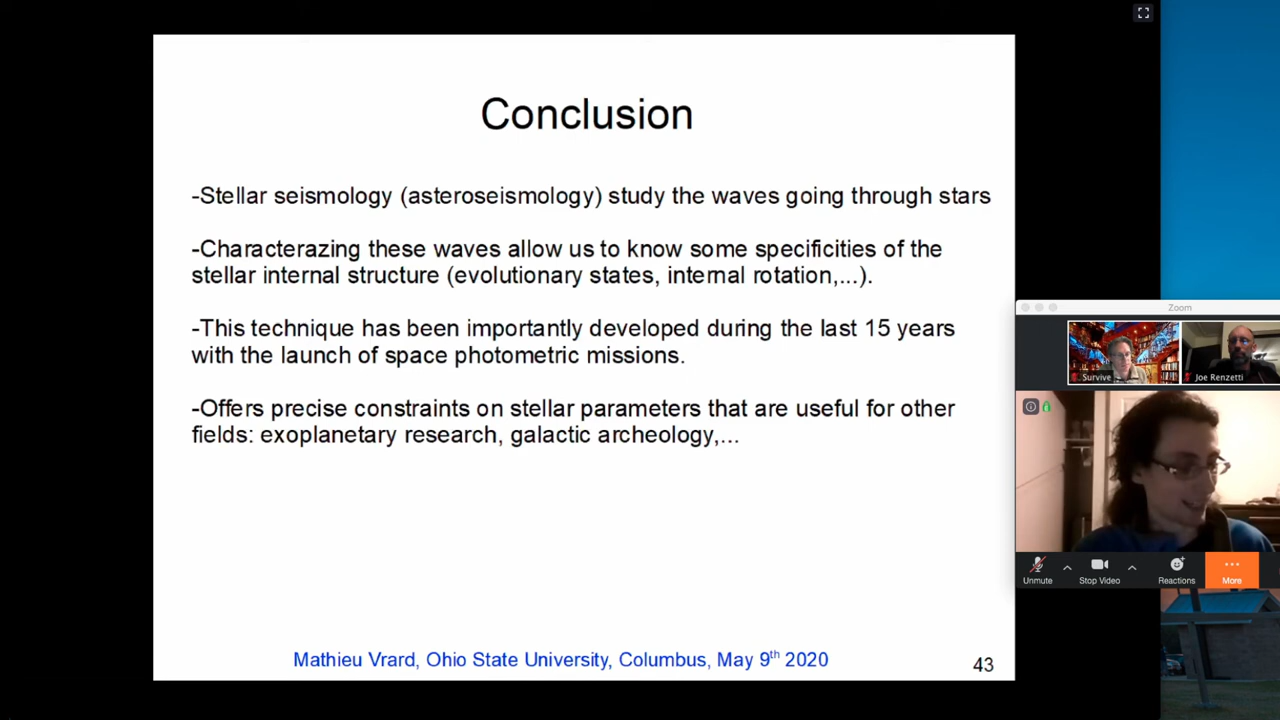 Conclusion
-Stellar seismology (asteroseismology) study the waves going through stars
-Characterazing these waves allow us to know some specificities of the
stellar internal structure (evolutionary states, internal rotation,...).
-This technique has been importantly developed during the last 15 years
with the launch of space photometric missions.
-Offers precise constraints on stellar parameters that are useful for other
fields: exoplanetary research, galactic archeology,...
Mathieu Vrard, Ohio State University, Columbus, May 9th 2020
43
Zoom
Survive
Joe Renzetti
Unmute
Stop Video
Reactions
More